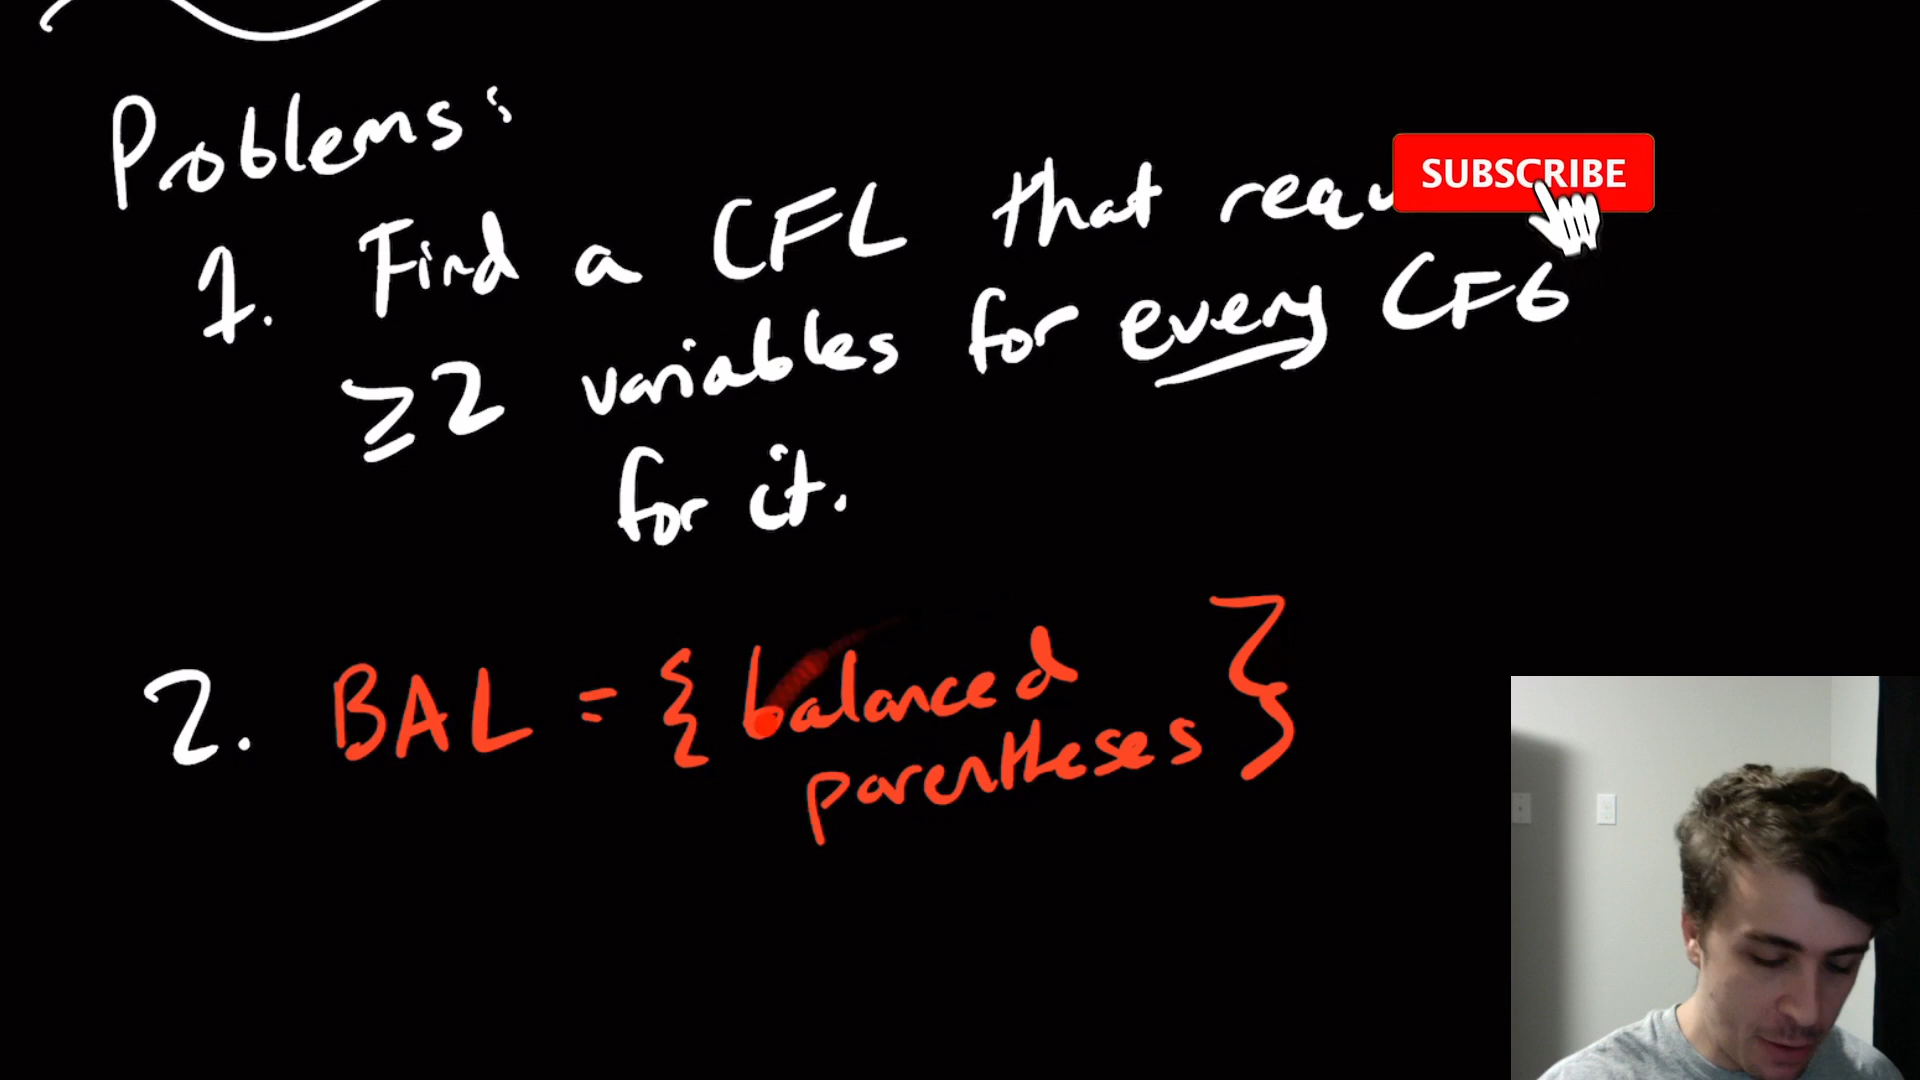 Problems:
1. Find a CFL that requ
SUBSCRIBE
≥2 variables for every CFG
for it.
2. BAL = { balanced
parentheses }